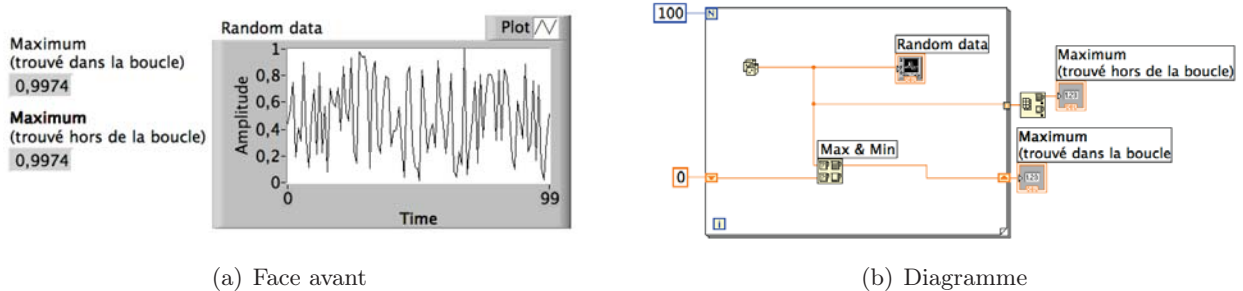 Maximum
(trouvé dans la boucle)
0,9974
Maximum
(trouvé hors de la boucle)
0,9974
Random data
Plot
Amplitude
1
0,8
0,6
0,4
0,2
0
0
99
Time
(a) Face avant
100
N
Random data
Maximum
(trouvé hors de la boucle)
123
Max & Min
Maximum
(trouvé dans la boucle
123
0
i
(b) Diagramme